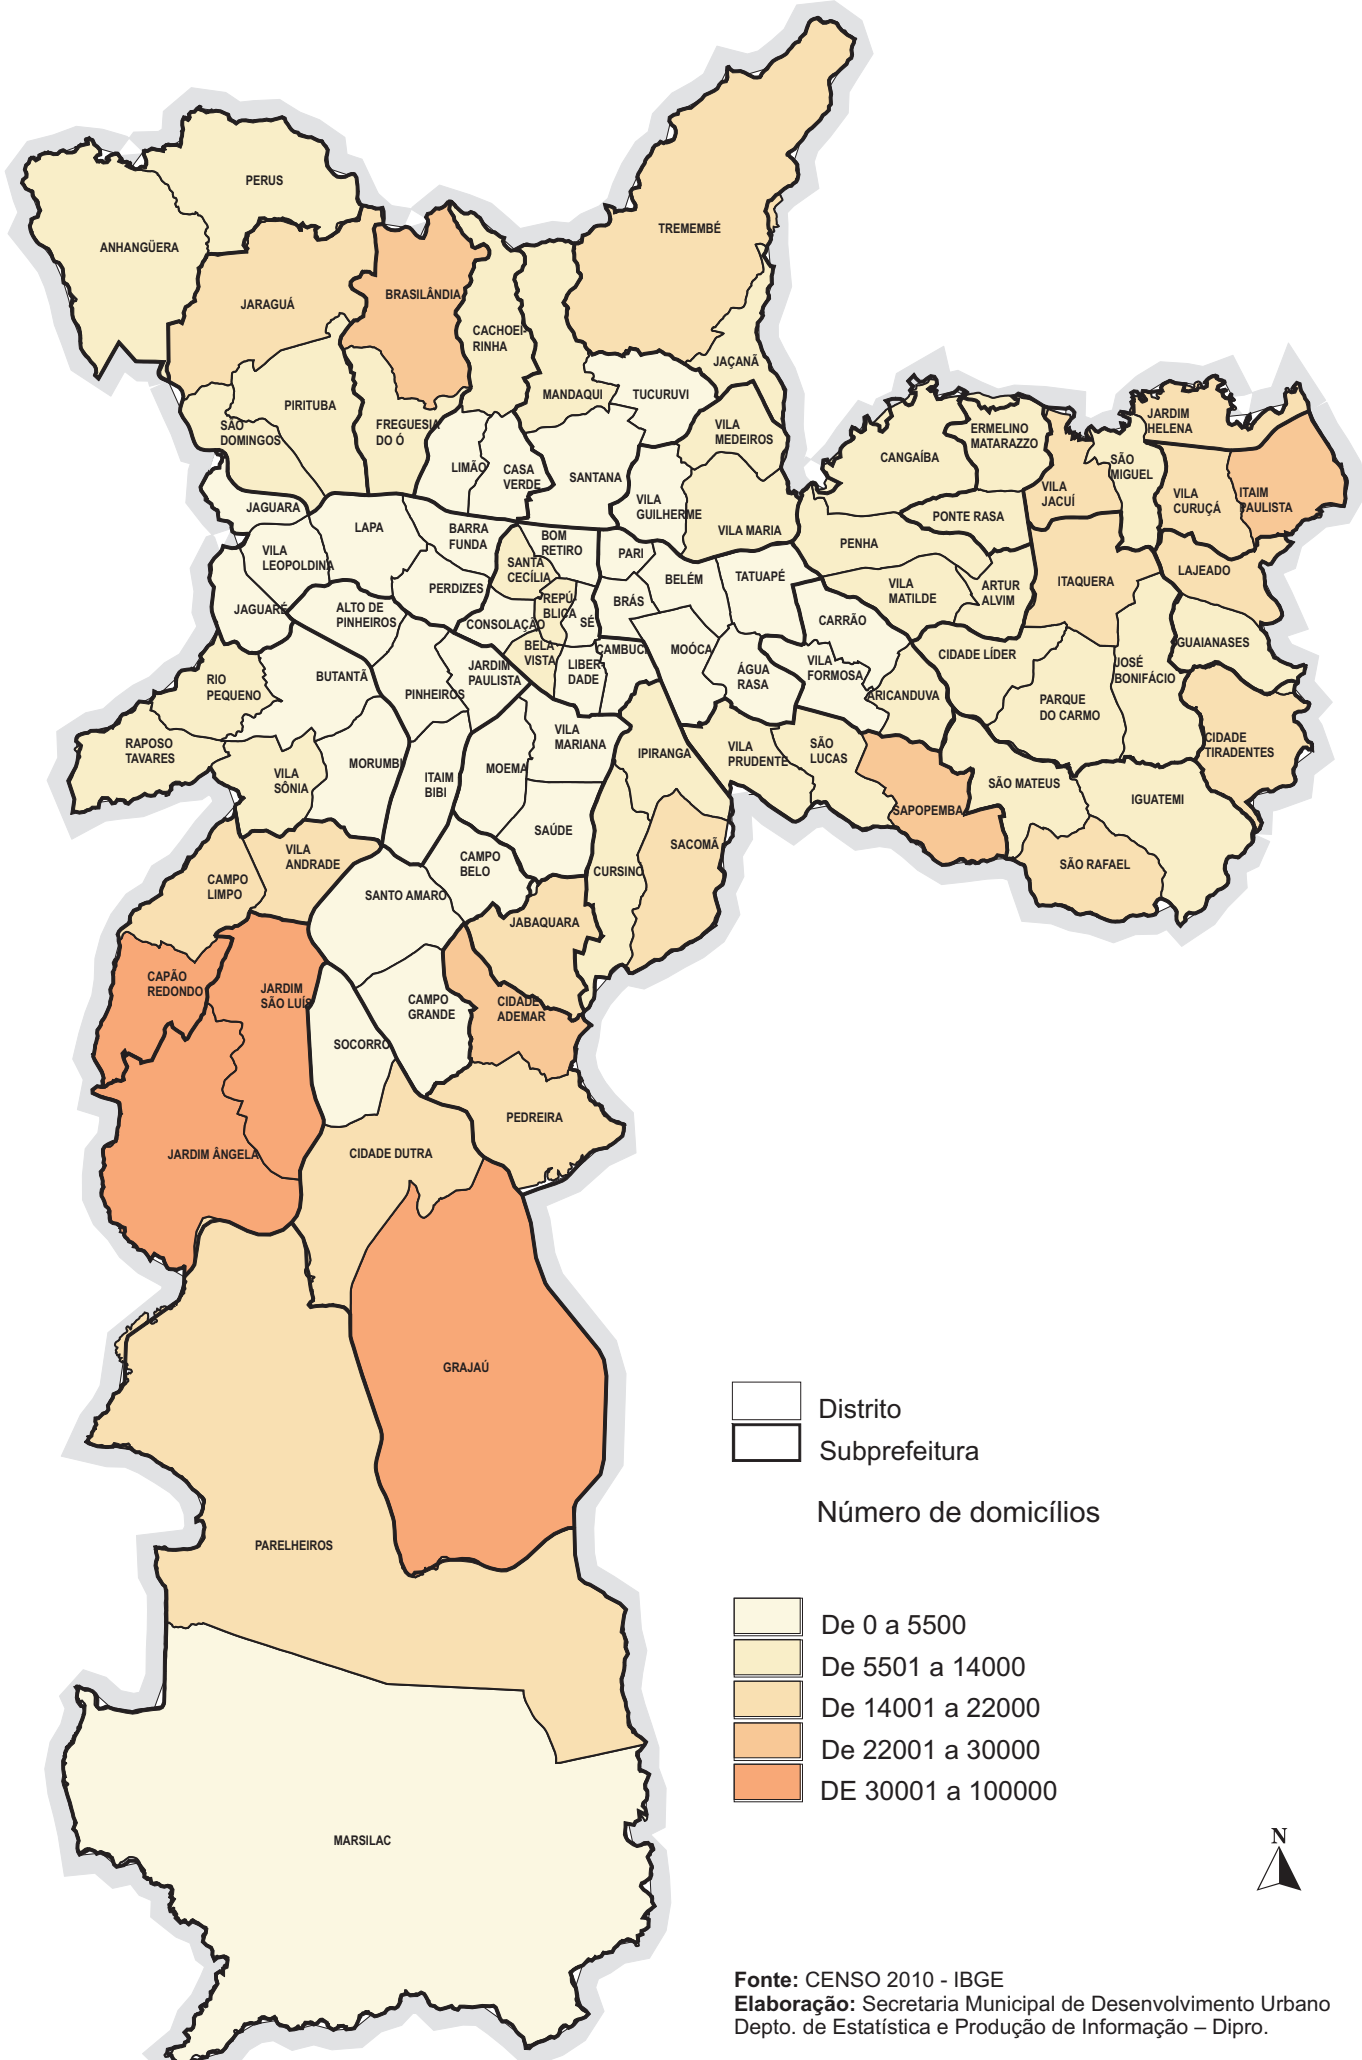 PERUS
ANHANGÜERA
TREMEMBÉ
JARAGUÁ
BRASILÂNDIA
CACHOEI-
RINHA
JAÇANÃ
MANDAQUI
TUCURUVI
PIRITUBA
SÃO
DOMINGOS
FREGUESIA
DO Ó
VILA
MEDEIROS
LIMÃO
CASA
VERDE
SANTANA
VILA
GUILHERME
VILA MARIA
CANGAÍBA
ERMELINO
MATARAZZO
JARDIM
HELENA
SÃO
MIGUEL
VILA
JACUÍ
VILA
CURUÇÁ
ITAIM
PAULISTA
JAGUARA
LAPA
BARRA
FUNDA
BOM
RETIRO
PARI
PONTE RASA
PENHA
VILA
LEOPOLDINA
PERDIZES
SANTA
CECÍLIA
BELÉM
TATUAPÉ
VILA
MATILDE
ARTUR
ALVIM
ITAQUERA
LAJEADO
JAGUARÉ
ALTO DE
PINHEIROS
CONSOLAÇÃO
REPÚ-
BLICA
SÉ
BRÁS
CARRÃO
GUAIANASES
BELA
VISTA
LIBER-
DADE
CAMBUCI
MOÓCA
ÁGUA
RASA
VILA
FORMOSA
ARICANDUVA
CIDADE LÍDER
PARQUE
DO CARMO
JOSÉ
BONIFÁCIO
CIDADE
TIRADENTES
RIO
PEQUENO
BUTANTÃ
PINHEIROS
JARDIM
PAULISTA
RAPOSO
TAVARES
VILA
SÔNIA
MORUMBI
ITAIM
BIBI
MOEMA
VILA
MARIANA
IPIRANGA
VILA
PRUDENTE
SÃO
LUCAS
SAPOPEMBA
SÃO MATEUS
IGUATEMI
SÃO RAFAEL
SAÚDE
SACOMÃ
CURSINO
CAMPO
BELO
VILA
ANDRADE
CAMPO
LIMPO
SANTO AMARO
JABAQUARA
CAPÃO
REDONDO
JARDIM
SÃO LUÍS
CAMPO
GRANDE
CIDADE
ADEMAR
SOCORRO
PEDREIRA
JARDIM ÂNGELA
CIDADE DUTRA
GRAJAÚ
PARELHEIROS
MARSILAC
Distrito
Subprefeitura
Número de domicílios
De 0 a 5500
De 5501 a 14000
De 14001 a 22000
De 22001 a 30000
DE 30001 a 100000
N
Fonte: CENSO 2010 - IBGE
Elaboração: Secretaria Municipal de Desenvolvimento Urbano
Depto. de Estatística e Produção de Informação – Dipro.